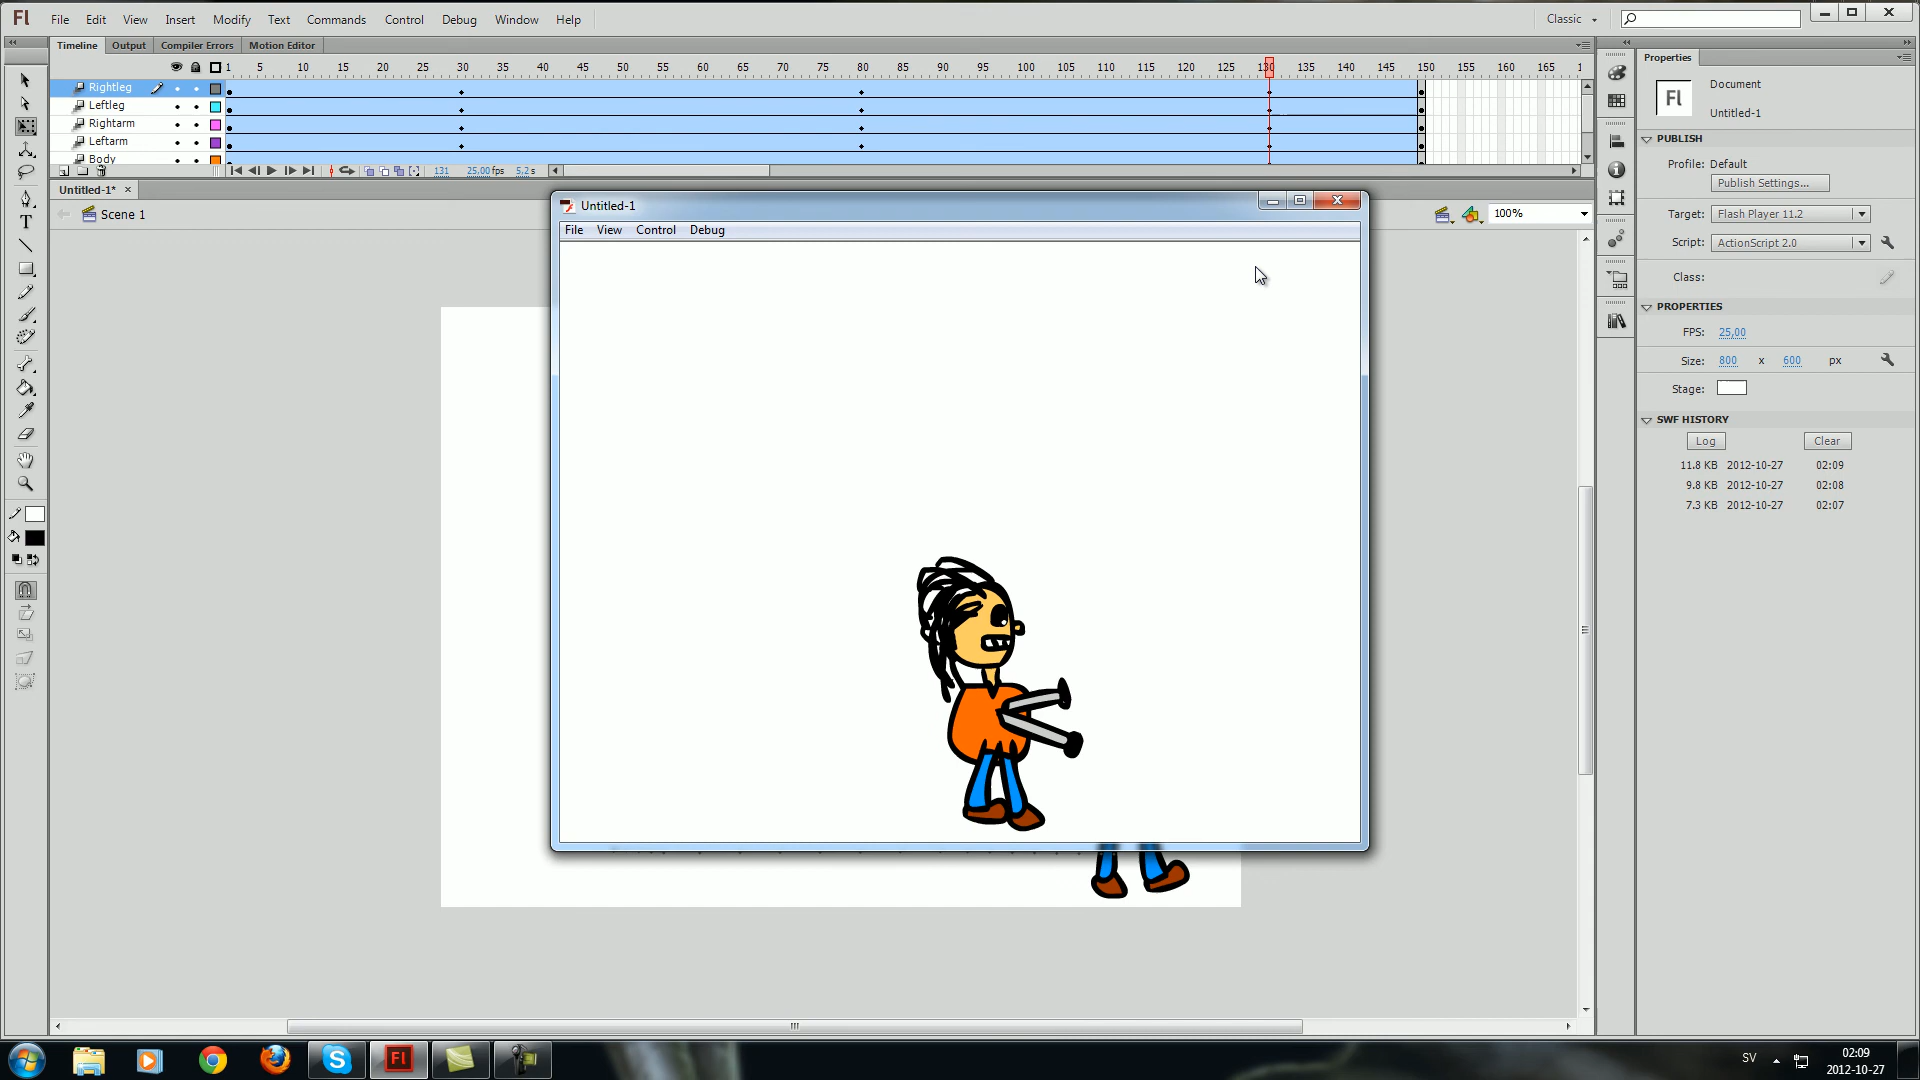 Fl File Edit View Insert Modify Text Commands Control Debug Window Help Classic
Timeline Output Compiler Errors Motion Editor
1 5 10 15 20 25 30 35 40 45 50 55 60 65 70 75 80 85 90 95 100 105 110 115 120 125 130 135 140 145 150 155 160 165 1
Rightleg
Leftleg
Rightarm
Leftarm
Body
131 25.00 fps 5.2 s
Untitled-1*
Scene 1
100%
Untitled-1
File View Control Debug
Properties
Fl
Document
Untitled-1
PUBLISH
Profile: Default
Publish Settings...
Target: Flash Player 11.2
Script: ActionScript 2.0
Class:
PROPERTIES
FPS: 25,00
Size: 800 x 600 px
Stage:
SWF HISTORY
Log Clear
11.8 KB 2012-10-27 02:09
9.8 KB 2012-10-27 02:08
7.3 KB 2012-10-27 02:07
T
S
Fl
SV
02:09
2012-10-27